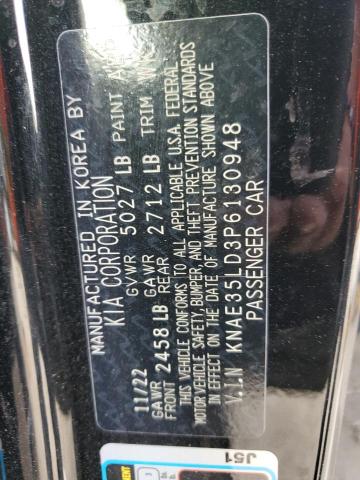 MANUFACTURED IN KOREA BY
KIA CORPORATION
GVWR 5027 LB PAINT
11/22 GAWR 2712 LB TRIM WK
GAWR FRONT 2458 LB REAR
THIS VEHICLE CONFORMS TO ALL APPLICABLE U.S.A. FEDERAL
MOTOR VEHICLE SAFETY, BUMPER, AND THEFT PREVENTION STANDARDS
IN EFFECT ON THE DATE OF MANUFACTURE SHOWN ABOVE
V.I.N KNAE35LD3P6130948
PASSENGER CAR
J51